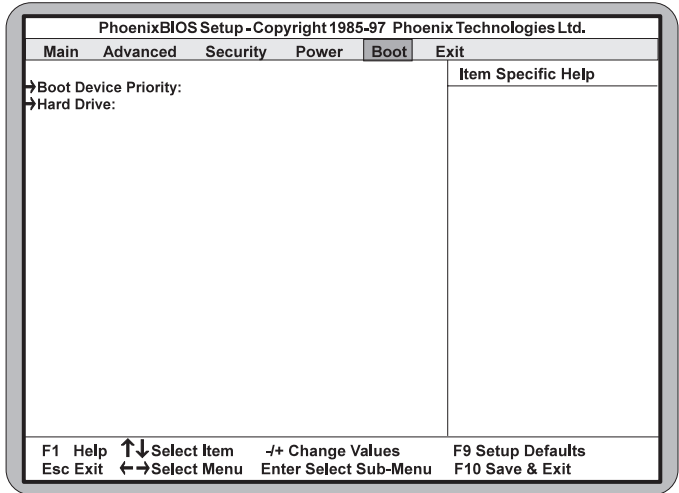 PhoenixBIOS Setup - Copyright 1985-97 Phoenix Technologies Ltd.
Main Advanced Security Power Boot Exit
Item Specific Help
→Boot Device Priority:
→Hard Drive:
F1 Help ↑↓Select Item -/+ Change Values F9 Setup Defaults
Esc Exit ←→Select Menu Enter Select Sub-Menu F10 Save & Exit